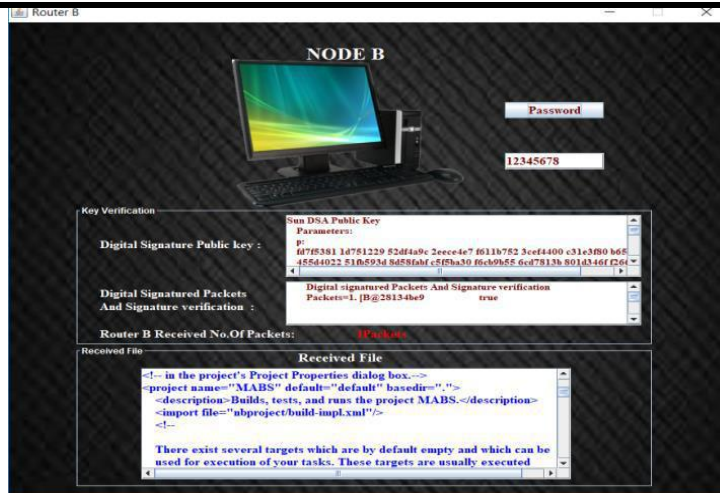 Router B
NODE B
Password
12345678
Key Verification
Digital Signature Public key :
Sun DSA Public Key
Parameters:
p:
fd7f5381 1d751229 52df4a9c 2eece4e7 f611b752 3cef4400 c31e3f80 b65
455d4022 51fb593d 8d58fabf c5f5ba30 f6cb9b55 6cd7813b 801d346f f26
Digital Signatured Packets
And Signature verification :
Digital signatured Packets And Signature verification
Packets=1. [B@28134be9 true
Router B Received No.Of Packets: 1Packets
Received File
Received File
<!-- in the project's Project Properties dialog box.-->
<project name="MABS" default="default" basedir=".">
<description>Builds, tests, and runs the project MABS.</description>
<import file="nbproject/build-impl.xml"/>
<!--
There exist several targets which are by default empty and which can be
used for execution of your tasks. These targets are usually executed